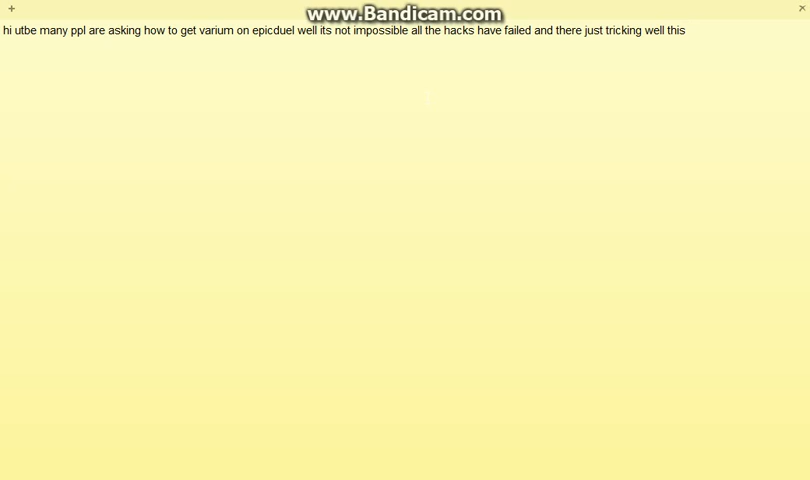 www.Bandicam.com
hi utbe many ppl are asking how to get varium on epicduel well its not impossible all the hacks have failed and there just tricking well this